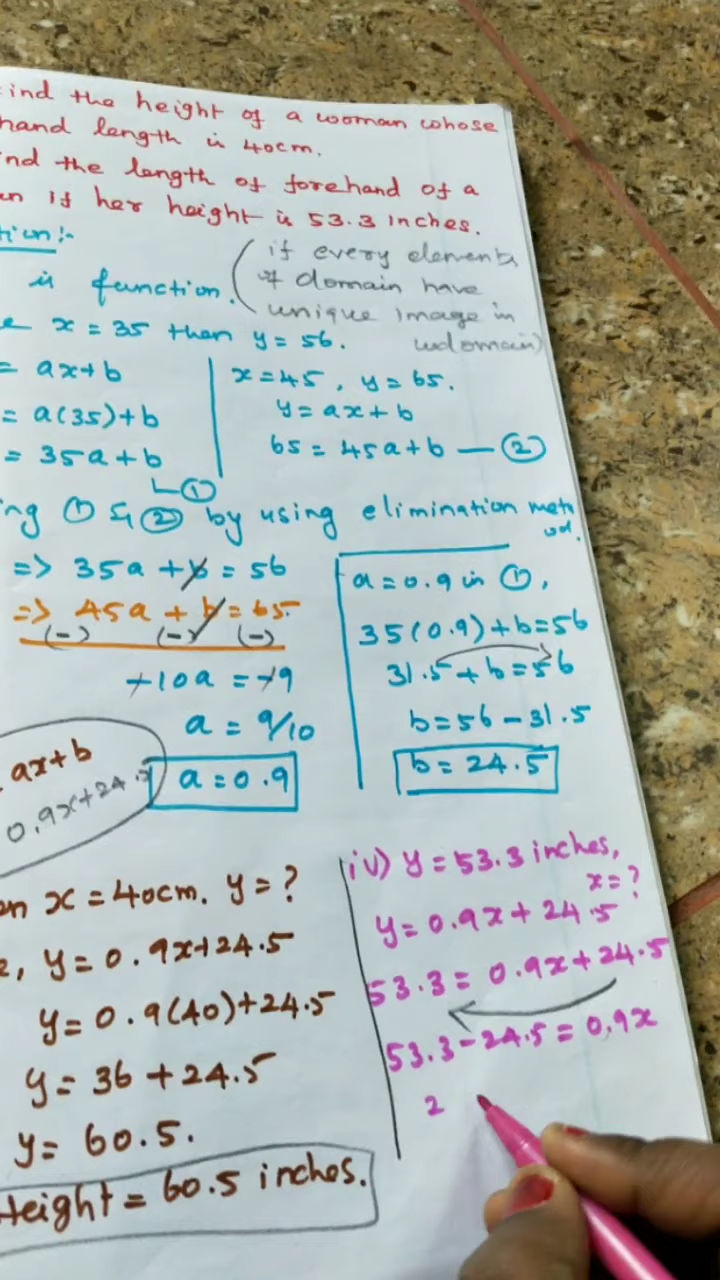 ind the height of a woman whose
hand length is 40cm.
nd the length of forehand of a
an if her height is 53.3 inches.
tion:-
is function. (if every elements
of domain have
unique image in
codomain)
x = 35 then y = 56.
= ax+b
= a(35)+b
= 35a+b
①
x=45, y=65.
y=ax+b
65 = 45a+b — ②
ng ① & ② by using elimination meth
od.
=> 35a + b = 56
=> 45a + b = 65
(-) (-) (-)
-10a = -9
a = 9/10
a = 0.9
a = 0.9 in ①,
35(0.9)+b=56
31.5+b=56
b=56-31.5
b=24.5
ax+b
0.9x+24.5
en x = 40cm. y = ?
e, y = 0.9x+24.5
y = 0.9(40)+24.5
y = 36 + 24.5
y = 60.5.
Height = 60.5 inches.
iv) y = 53.3 inches,
x=?
y = 0.9x + 24.5
53.3 = 0.9x+24.5
53.3-24.5=0.9x
2